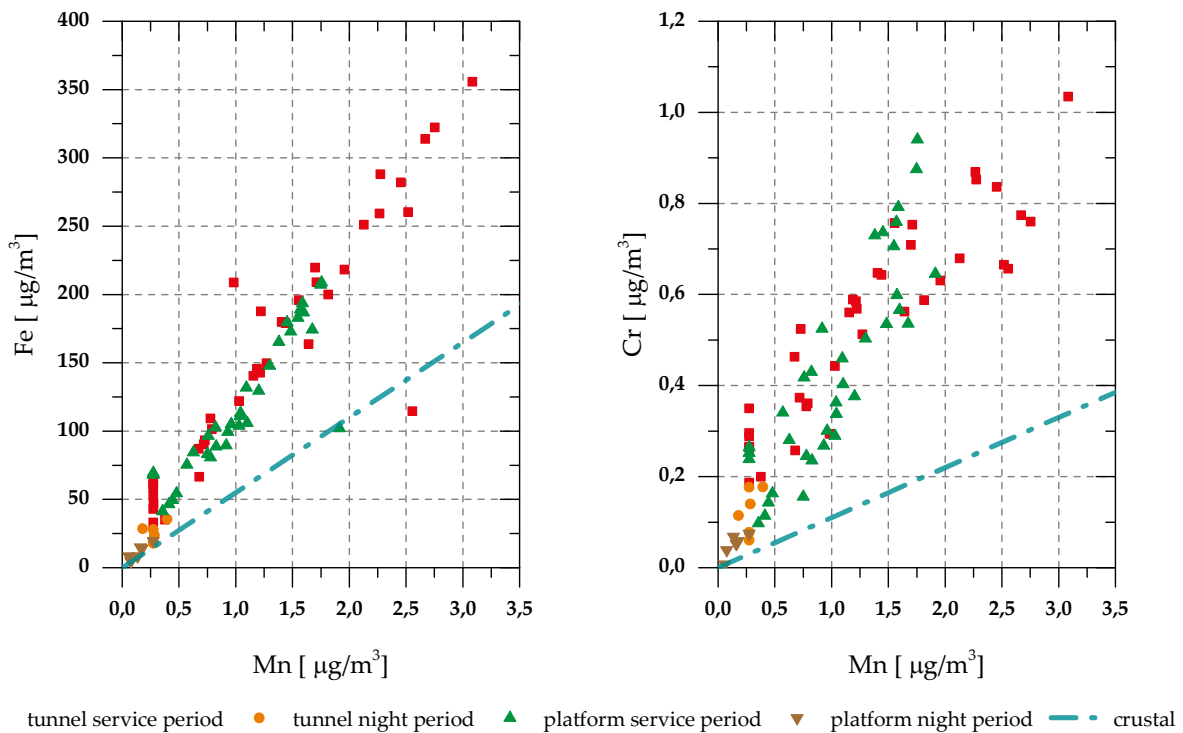 400
350
300
250
200
150
100
50
0
Fe [ μg/m³]
0,0 0,5 1,0 1,5 2,0 2,5 3,0 3,5
Mn [ μg/m³]
1,2
1,0
0,8
0,6
0,4
0,2
0,0
Cr [ μg/m³]
0,0 0,5 1,0 1,5 2,0 2,5 3,0 3,5
Mn [ μg/m³]
tunnel service period tunnel night period platform service period platform night period crustal